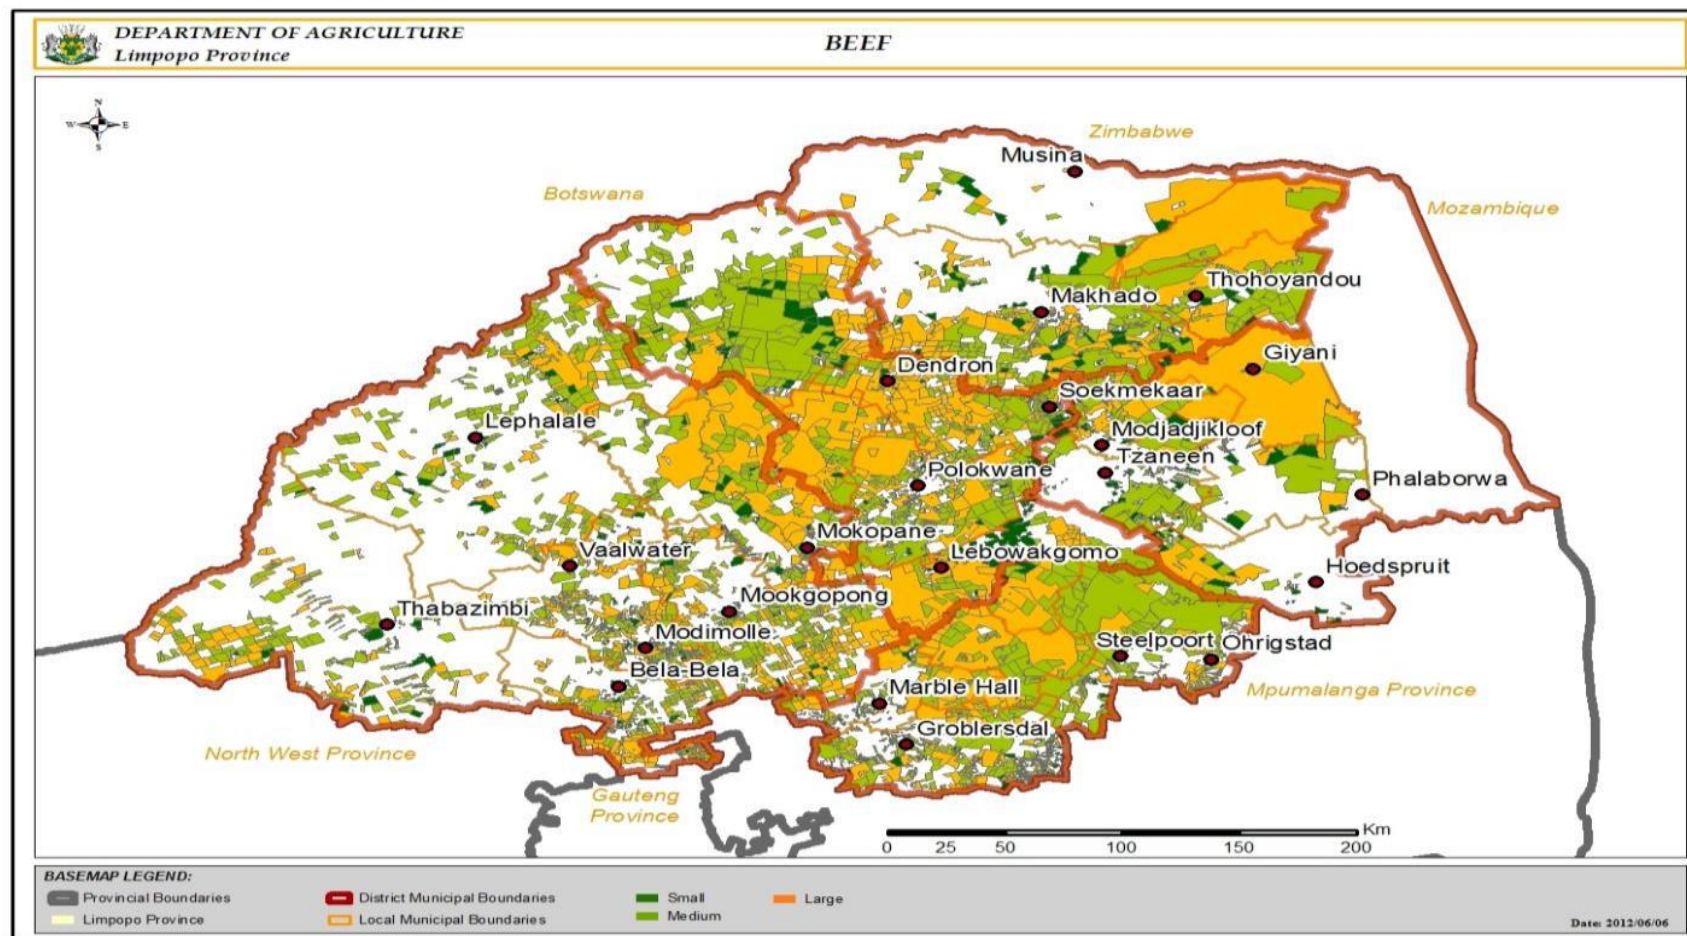 DEPARTMENT OF AGRICULTURE
Limpopo Province
BEEF
N
W E
S
Zimbabwe
Musina
Botswana
Mozambique
Thohoyandou
Makhado
Giyani
Dendron
Soekmekaar
Lephalale
Modjadjikloof
Tzaneen
Polokwane
Phalaborwa
Mokopane
Vaalwater
Lebowakgomo
Hoedspruit
Mookgopong
Thabazimbi
Modimolle
Steelpoort
Ohrigstad
Bela-Bela
Marble Hall
Mpumalanga Province
Groblersdal
North West Province
Gauteng
Province
Km
0 25 50 100 150 200
BASEMAP LEGEND:
Provincial Boundaries
District Municipal Boundaries
Small
Large
Limpopo Province
Local Municipal Boundaries
Medium
Date: 2012/06/06